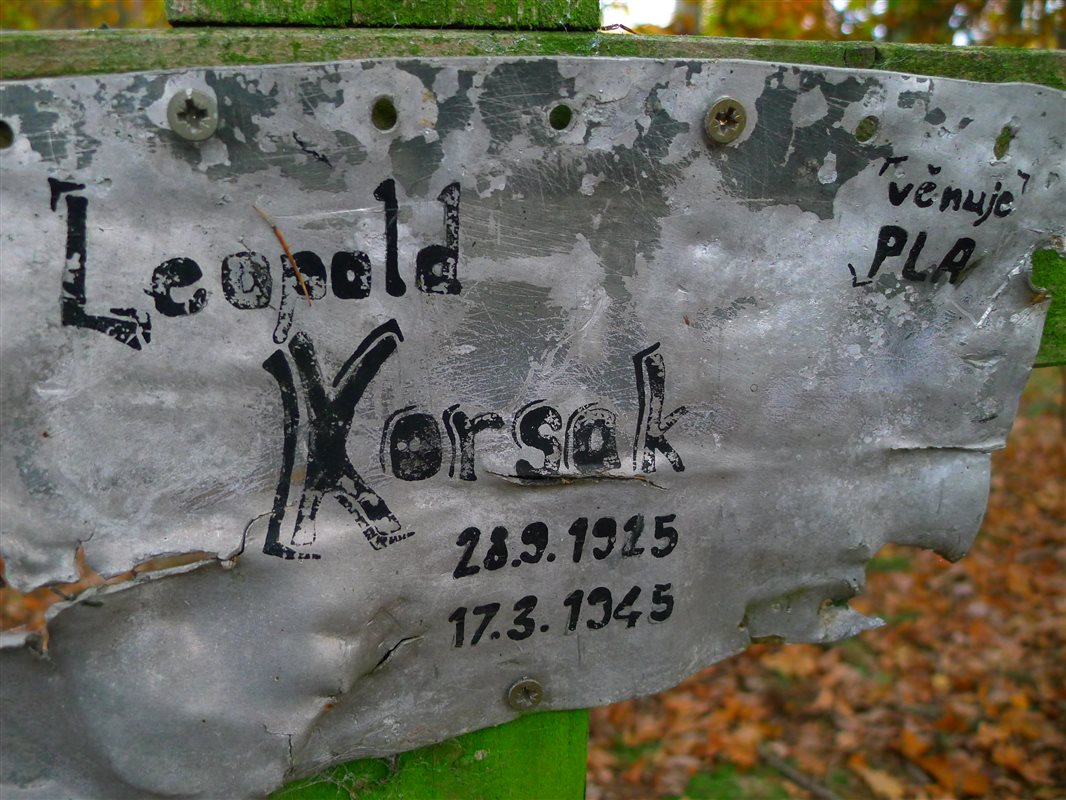 Leopold
Korsak
28.9.1925
17.3.1945
věnuje
PLA